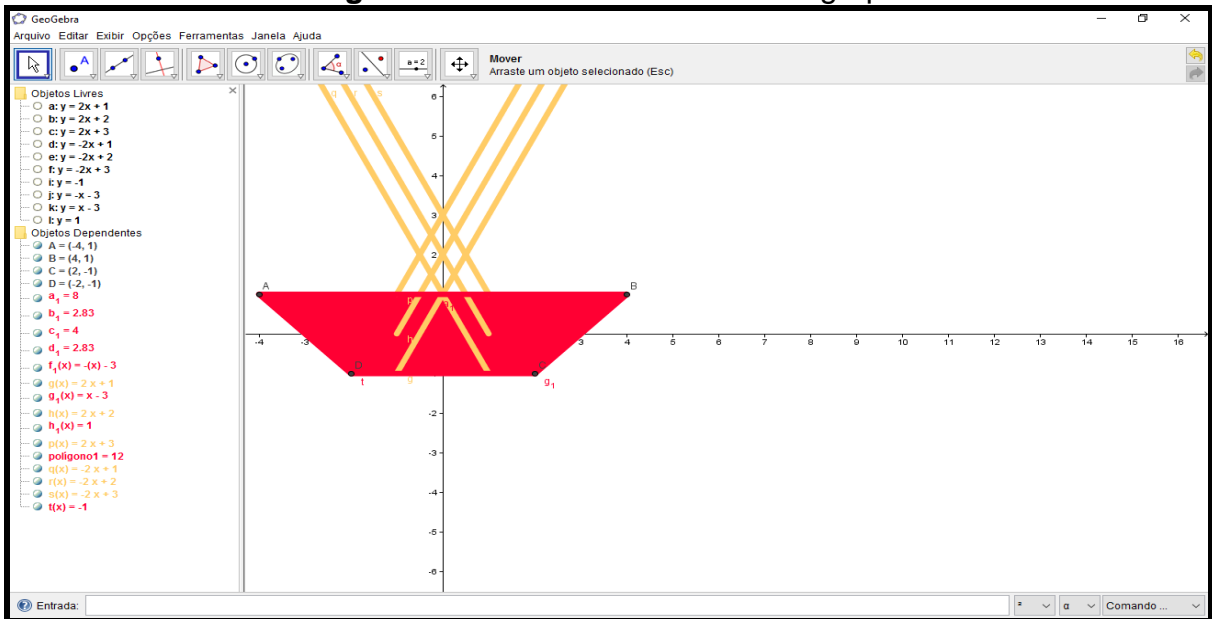 GeoGebra
Arquivo Editar Exibir Opções Ferramentas Janela Ajuda
A
α
a = 2
Mover
Arraste um objeto selecionado (Esc)
Objetos Livres
a: y = 2x + 1
b: y = 2x + 2
c: y = 2x + 3
d: y = -2x + 1
e: y = -2x + 2
f: y = -2x + 3
i: y = -1
j: y = -x - 3
k: y = x - 3
l: y = 1
Objetos Dependentes
A = (-4, 1)
B = (4, 1)
C = (2, -1)
D = (-2, -1)
a₁ = 8
b₁ = 2.83
c₁ = 4
d₁ = 2.83
f₁(x) = -(x) - 3
g(x) = 2 x + 1
g₁(x) = x - 3
h(x) = 2 x + 2
h₁(x) = 1
p(x) = 2 x + 3
polígono1 = 12
q(x) = -2 x + 1
r(x) = -2 x + 2
s(x) = -2 x + 3
t(x) = -1
q r s
6
5
4
3
2
A B
p
h
-4 -3 3 4 5 6 7 8 9 10 11 12 13 14 15 16
D C
t g g₁
-2
-3
-4
-5
-6
Entrada:
² α Comando ...